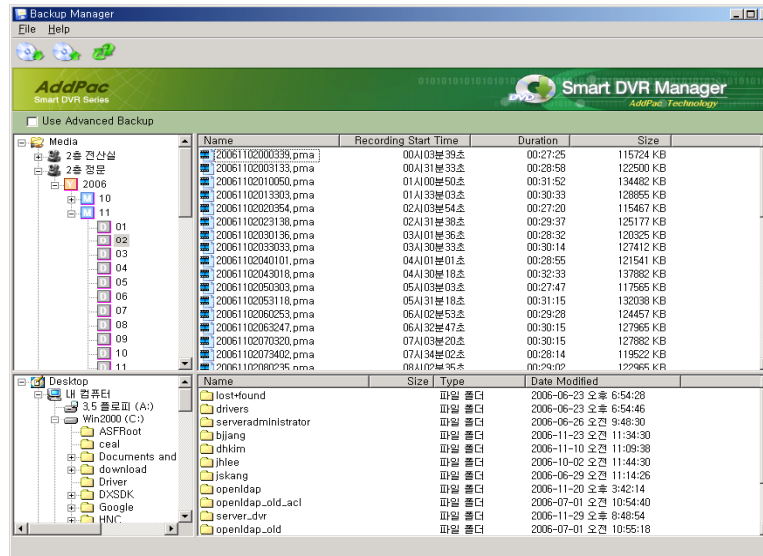 Backup Manager
File Help
AddPac
Smart DVR Series
Smart DVR Manager
AddPac Technology
Use Advanced Backup
Media
2층 전산실
2층 정문
2006
10
11
01
02
03
04
05
06
07
08
09
10
11
Name Recording Start Time Duration Size
20061102000339.pma 00시03분39초 00:27:25 115724 KB
20061102003133.pma 00시31분33초 00:28:58 122500 KB
20061102010050.pma 01시00분50초 00:31:52 134482 KB
20061102013303.pma 01시33분03초 00:30:33 128855 KB
20061102020354.pma 02시03분54초 00:27:20 115467 KB
20061102023138.pma 02시31분38초 00:29:37 125177 KB
20061102030136.pma 03시01분36초 00:28:32 120325 KB
20061102033033.pma 03시30분33초 00:30:14 127412 KB
20061102040101.pma 04시01분01초 00:28:55 121541 KB
20061102043018.pma 04시30분18초 00:32:33 137882 KB
20061102050303.pma 05시03분03초 00:27:47 117565 KB
20061102053118.pma 05시31분18초 00:31:15 132038 KB
20061102060253.pma 06시02분53초 00:29:28 124457 KB
20061102063247.pma 06시32분47초 00:30:15 127965 KB
20061102070320.pma 07시03분20초 00:30:15 127882 KB
20061102073402.pma 07시34분02초 00:28:14 119522 KB
20061102080235.pma 08시02분35초 00:29:02 122965 KB
Desktop
내 컴퓨터
3.5 플로피 (A:)
Win2000 (C:)
ASFRoot
ceal
Documents and
download
Driver
DXSDK
Google
HNC
Name Size Type Date Modified
lost+found 파일 폴더 2006-06-23 오후 6:54:28
drivers 파일 폴더 2006-06-23 오후 6:54:46
serveradministrator 파일 폴더 2006-06-26 오전 9:48:30
bjjang 파일 폴더 2006-11-23 오전 11:34:30
dhkim 파일 폴더 2006-11-10 오전 11:09:38
jhlee 파일 폴더 2006-10-02 오전 11:44:30
jskang 파일 폴더 2006-06-29 오전 11:14:26
openldap 파일 폴더 2006-11-20 오후 3:42:14
openldap_old_acl 파일 폴더 2006-07-01 오전 10:54:40
server_dvr 파일 폴더 2006-11-29 오후 8:48:54
openldap_old 파일 폴더 2006-07-01 오전 10:55:18